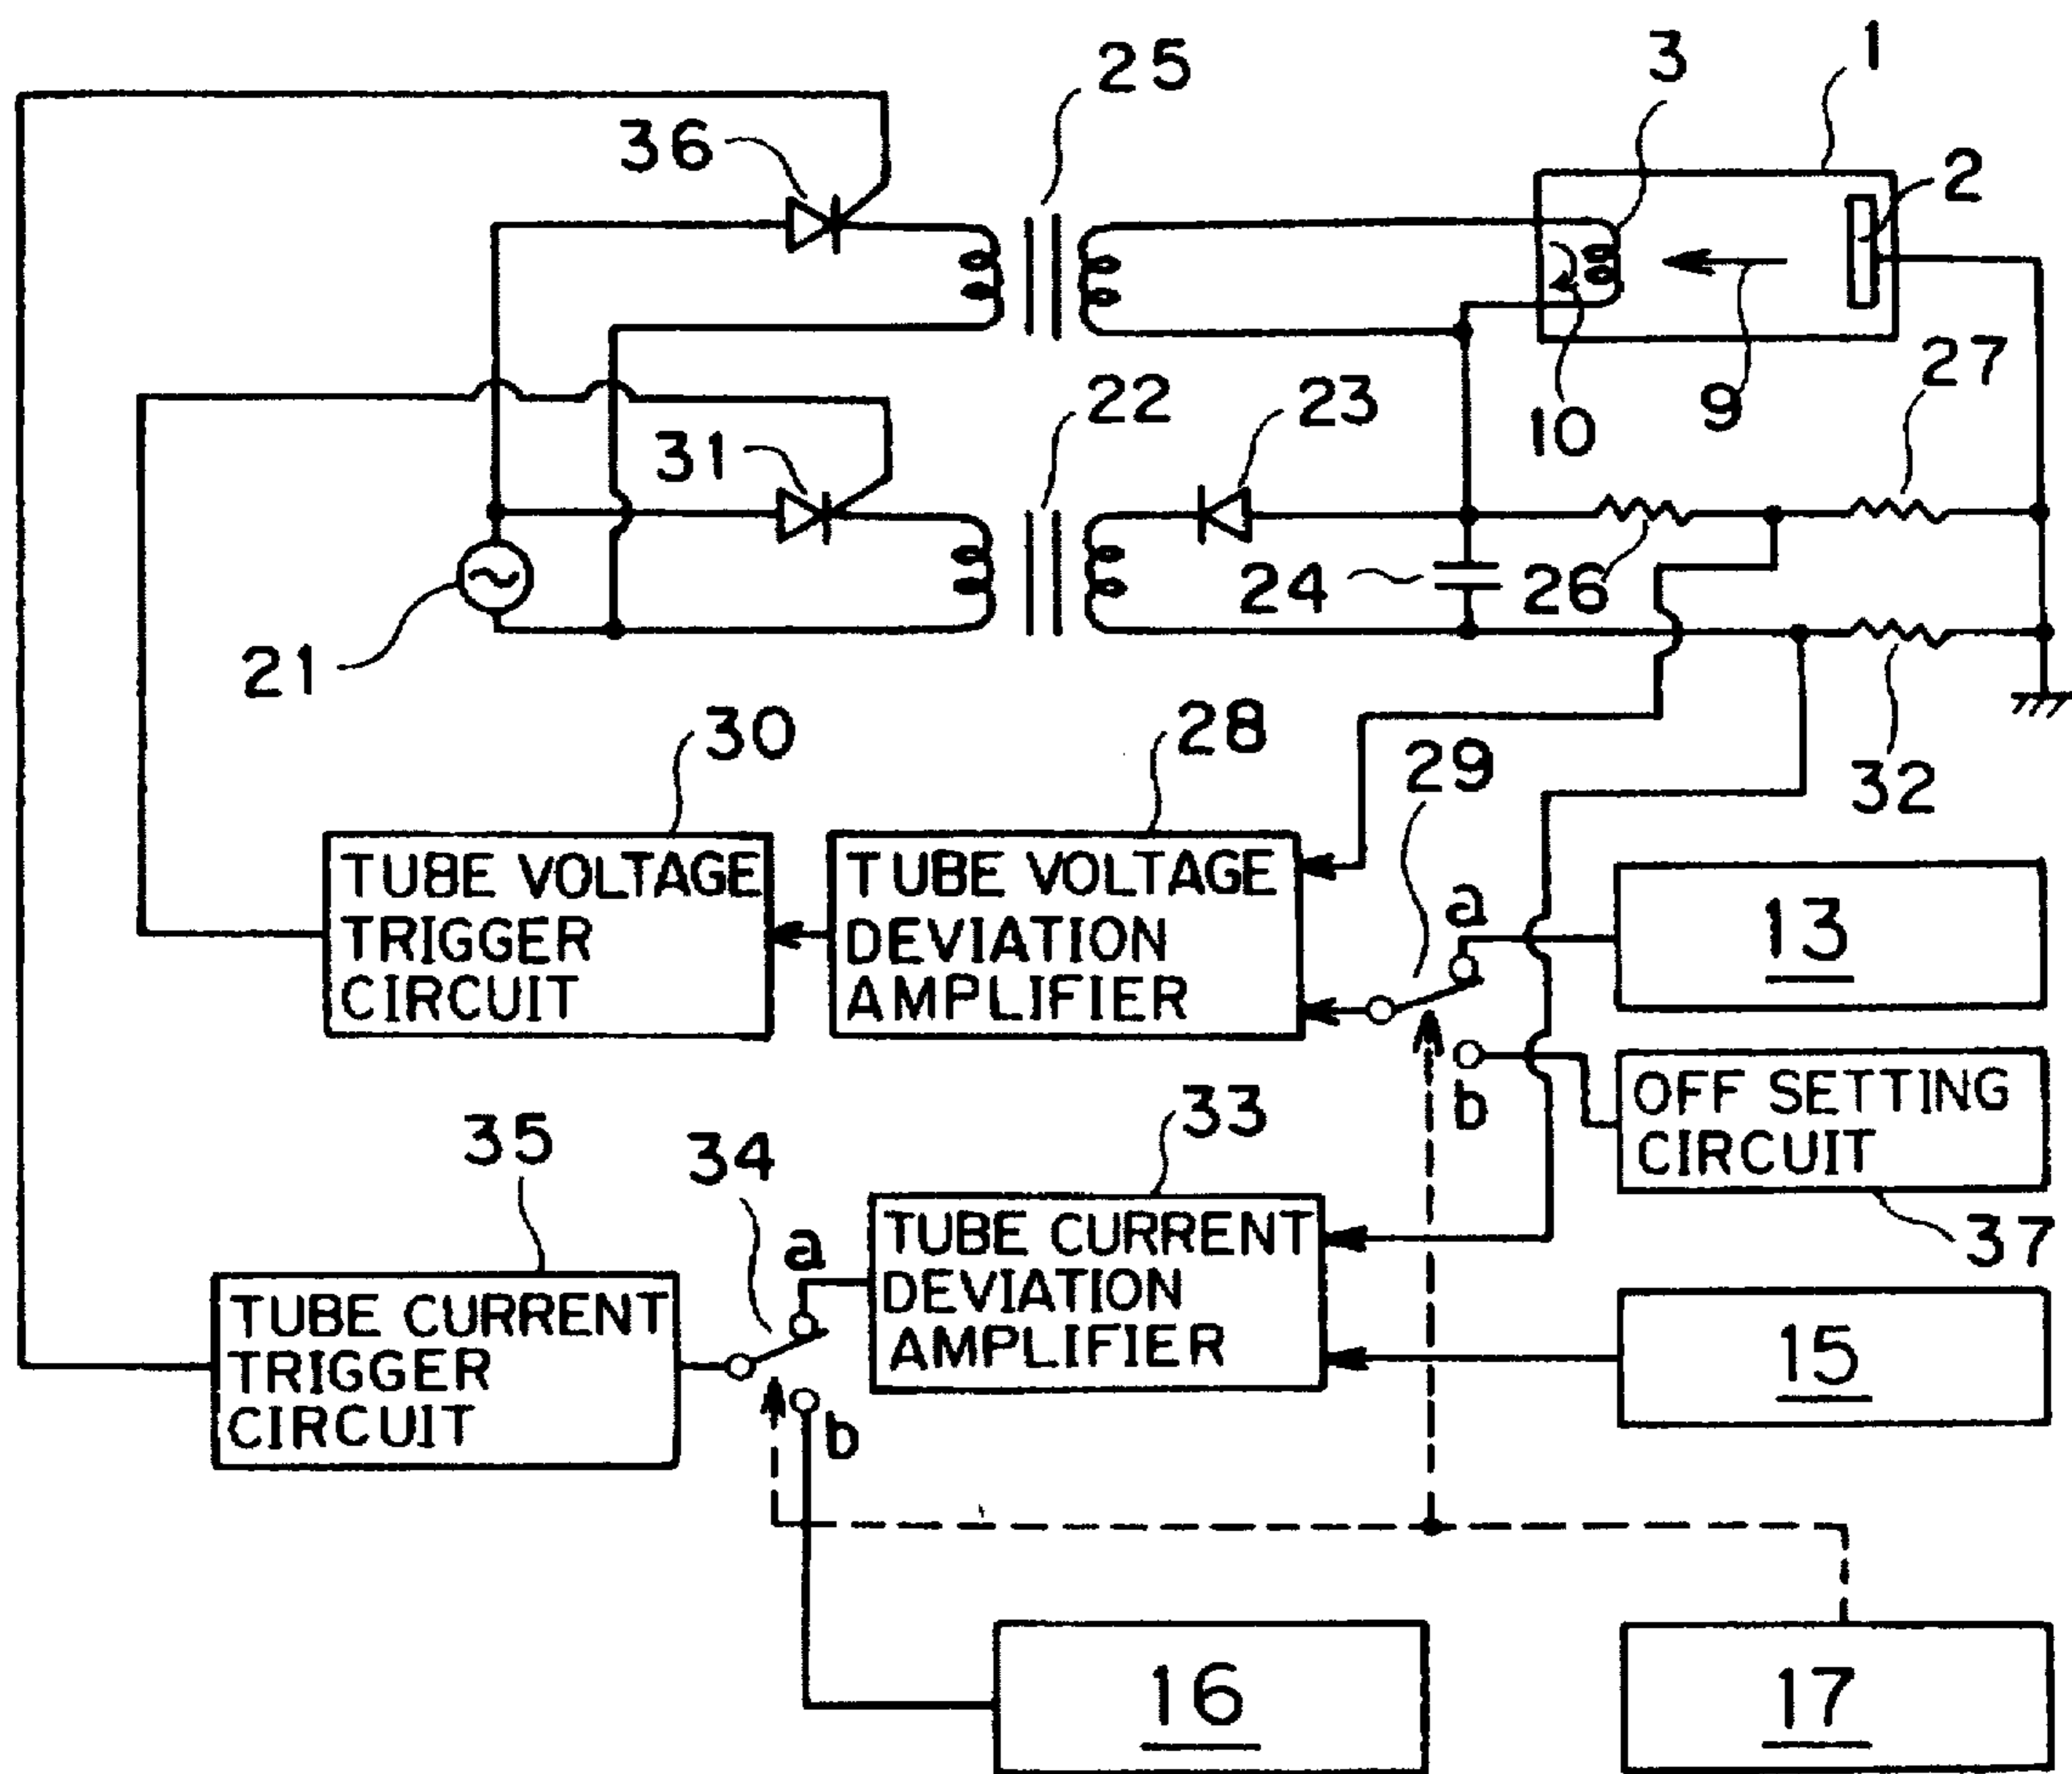 25
3
1
36
2
22
23
27
31
10
9
24
26
21
30
28
29
32
TUBE VOLTAGE
TRIGGER
CIRCUIT
TUBE VOLTAGE
DEVIATION
AMPLIFIER
a
13
b
OFF SETTING
CIRCUIT
35
34
33
37
a
TUBE CURRENT
DEVIATION
AMPLIFIER
TUBE CURRENT
TRIGGER
CIRCUIT
15
b
16
17